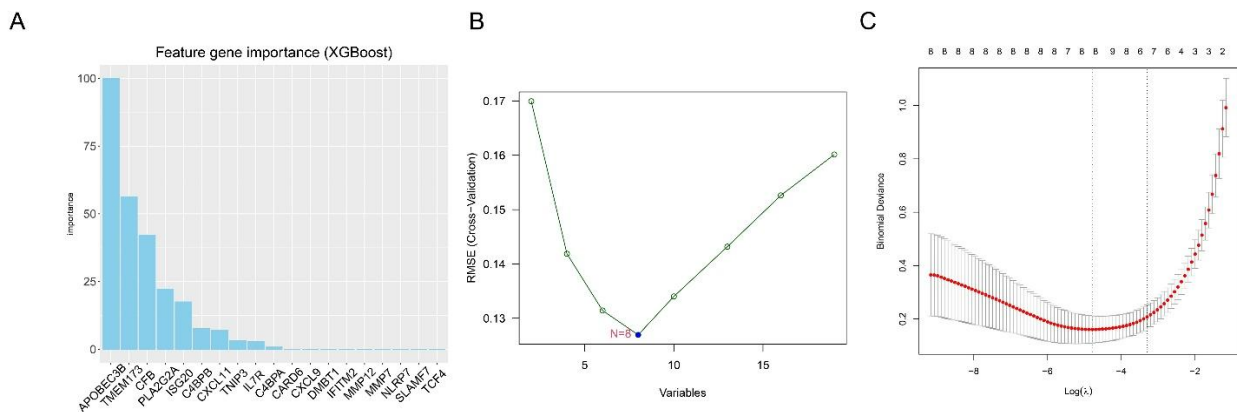 A
Feature gene importance (XGBoost)
importance
100
75
50
25
0
APOBEC3B
TMEM173
CFB
PLA2G2A
ISG20
C4BPB
CXCL11
TNIP3
IL7R
C4BPA
CARD6
CXCL9
DMBT1
IFITM2
MMP12
MMP7
NLRP7
SLAMF7
TCF4
B
RMSE (Cross-Validation)
0.17
0.16
0.15
0.14
0.13
N=8
5 10 15
Variables
C
8 8 8 8 8 8 8 8 8 7 8 8 9 8 6 7 6 4 3 3 2
Binomial Deviance
1.0
0.8
0.6
0.4
0.2
-8 -6 -4 -2
Log(λ)